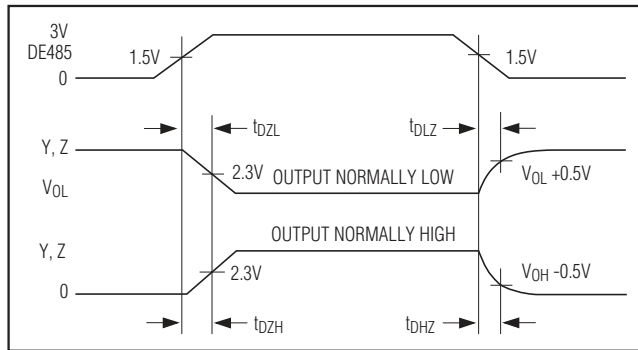 3V
DE485
1.5V
1.5V
0
tDZL
tDLZ
Y, Z
2.3V
OUTPUT NORMALLY LOW
VOL +0.5V
VOL
OUTPUT NORMALLY HIGH
Y, Z
2.3V
VOH -0.5V
0
tDZH
tDHZ